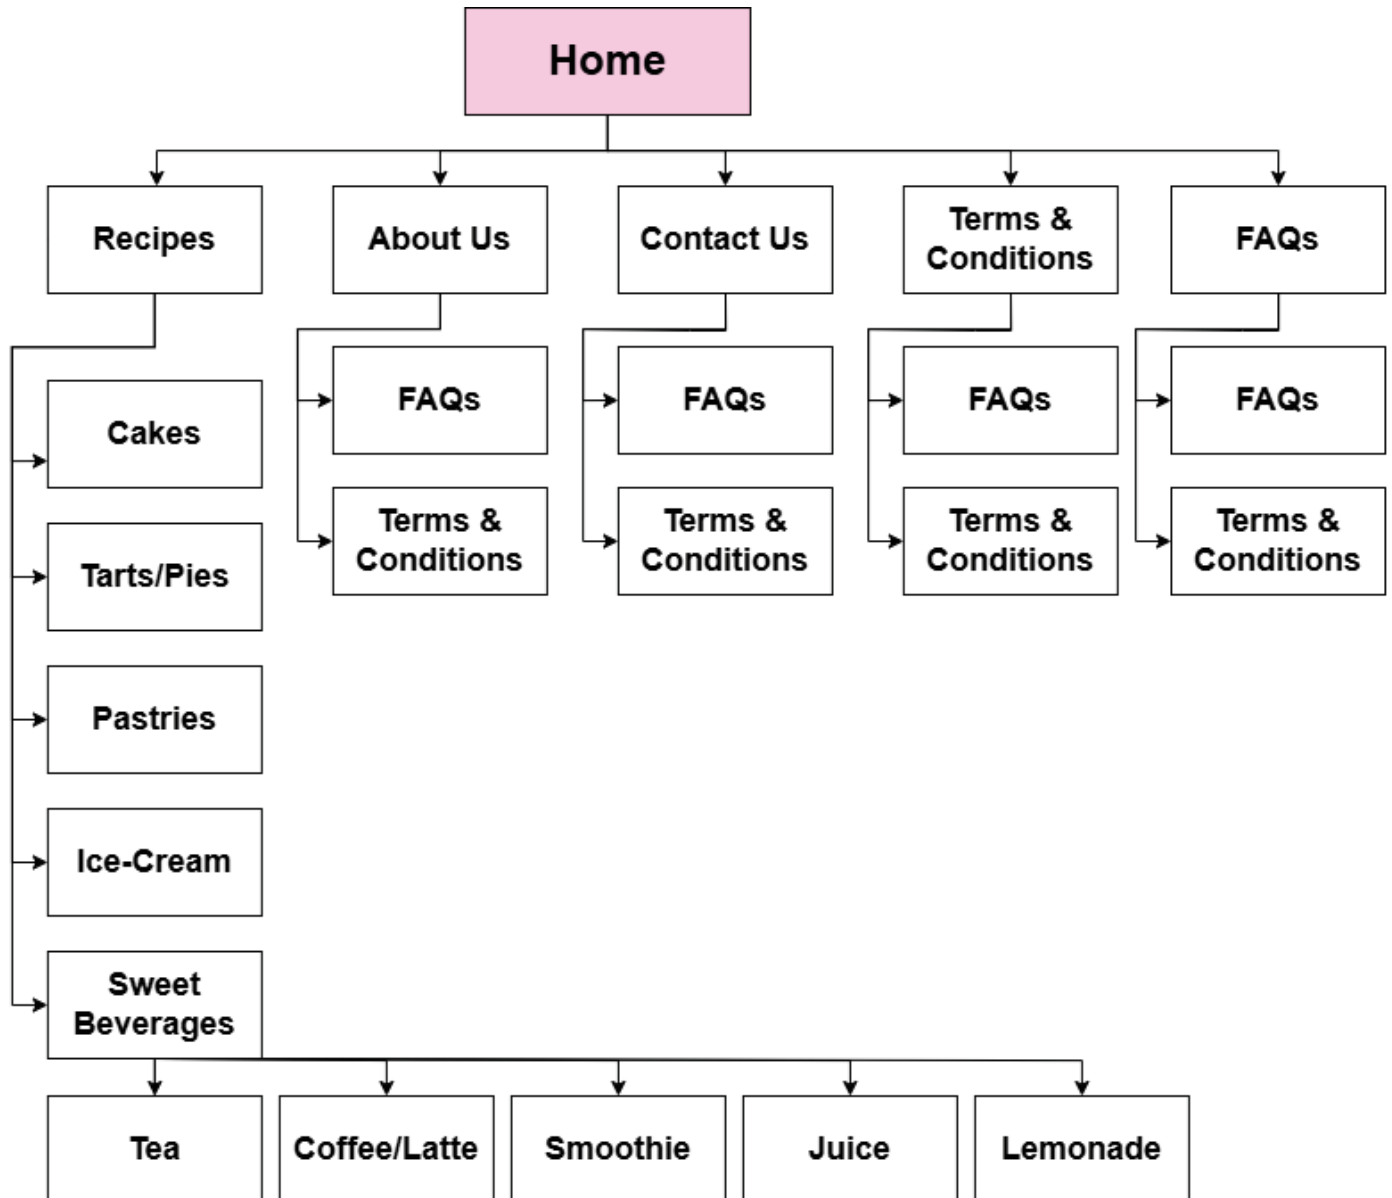 Home
Recipes
About Us
Contact Us
Terms &
Conditions
FAQs
Cakes
Tarts/Pies
Pastries
Ice-Cream
Sweet
Beverages
FAQs
Terms &
Conditions
FAQs
Terms &
Conditions
FAQs
Terms &
Conditions
FAQs
Terms &
Conditions
Tea
Coffee/Latte
Smoothie
Juice
Lemonade